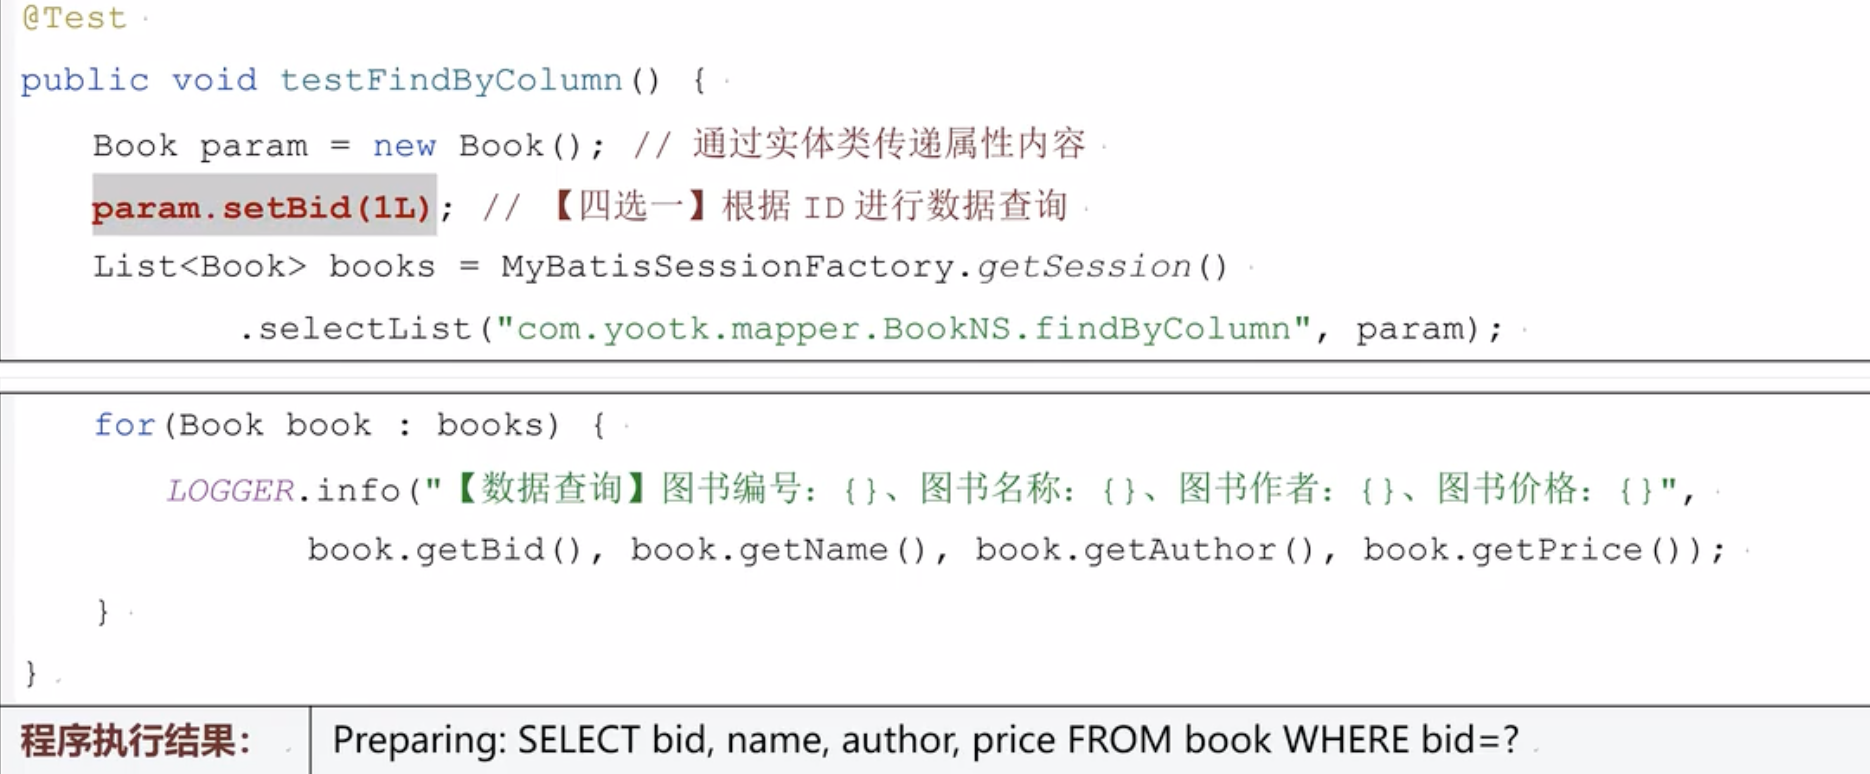 @Test
public void testFindByColumn() {
Book param = new Book(); // 通过实体类传递属性内容
param.setBid(1L); // 【四选一】根据 ID 进行数据查询
List<Book> books = MyBatisSessionFactory.getSession()
.selectList("com.yootk.mapper.BookNS.findByColumn", param);
for(Book book : books) {
LOGGER.info("【数据查询】图书编号：{}、图书名称：{}、图书作者：{}、图书价格：{}",
book.getBid(), book.getName(), book.getAuthor(), book.getPrice());
}
}
程序执行结果： Preparing: SELECT bid, name, author, price FROM book WHERE bid=?